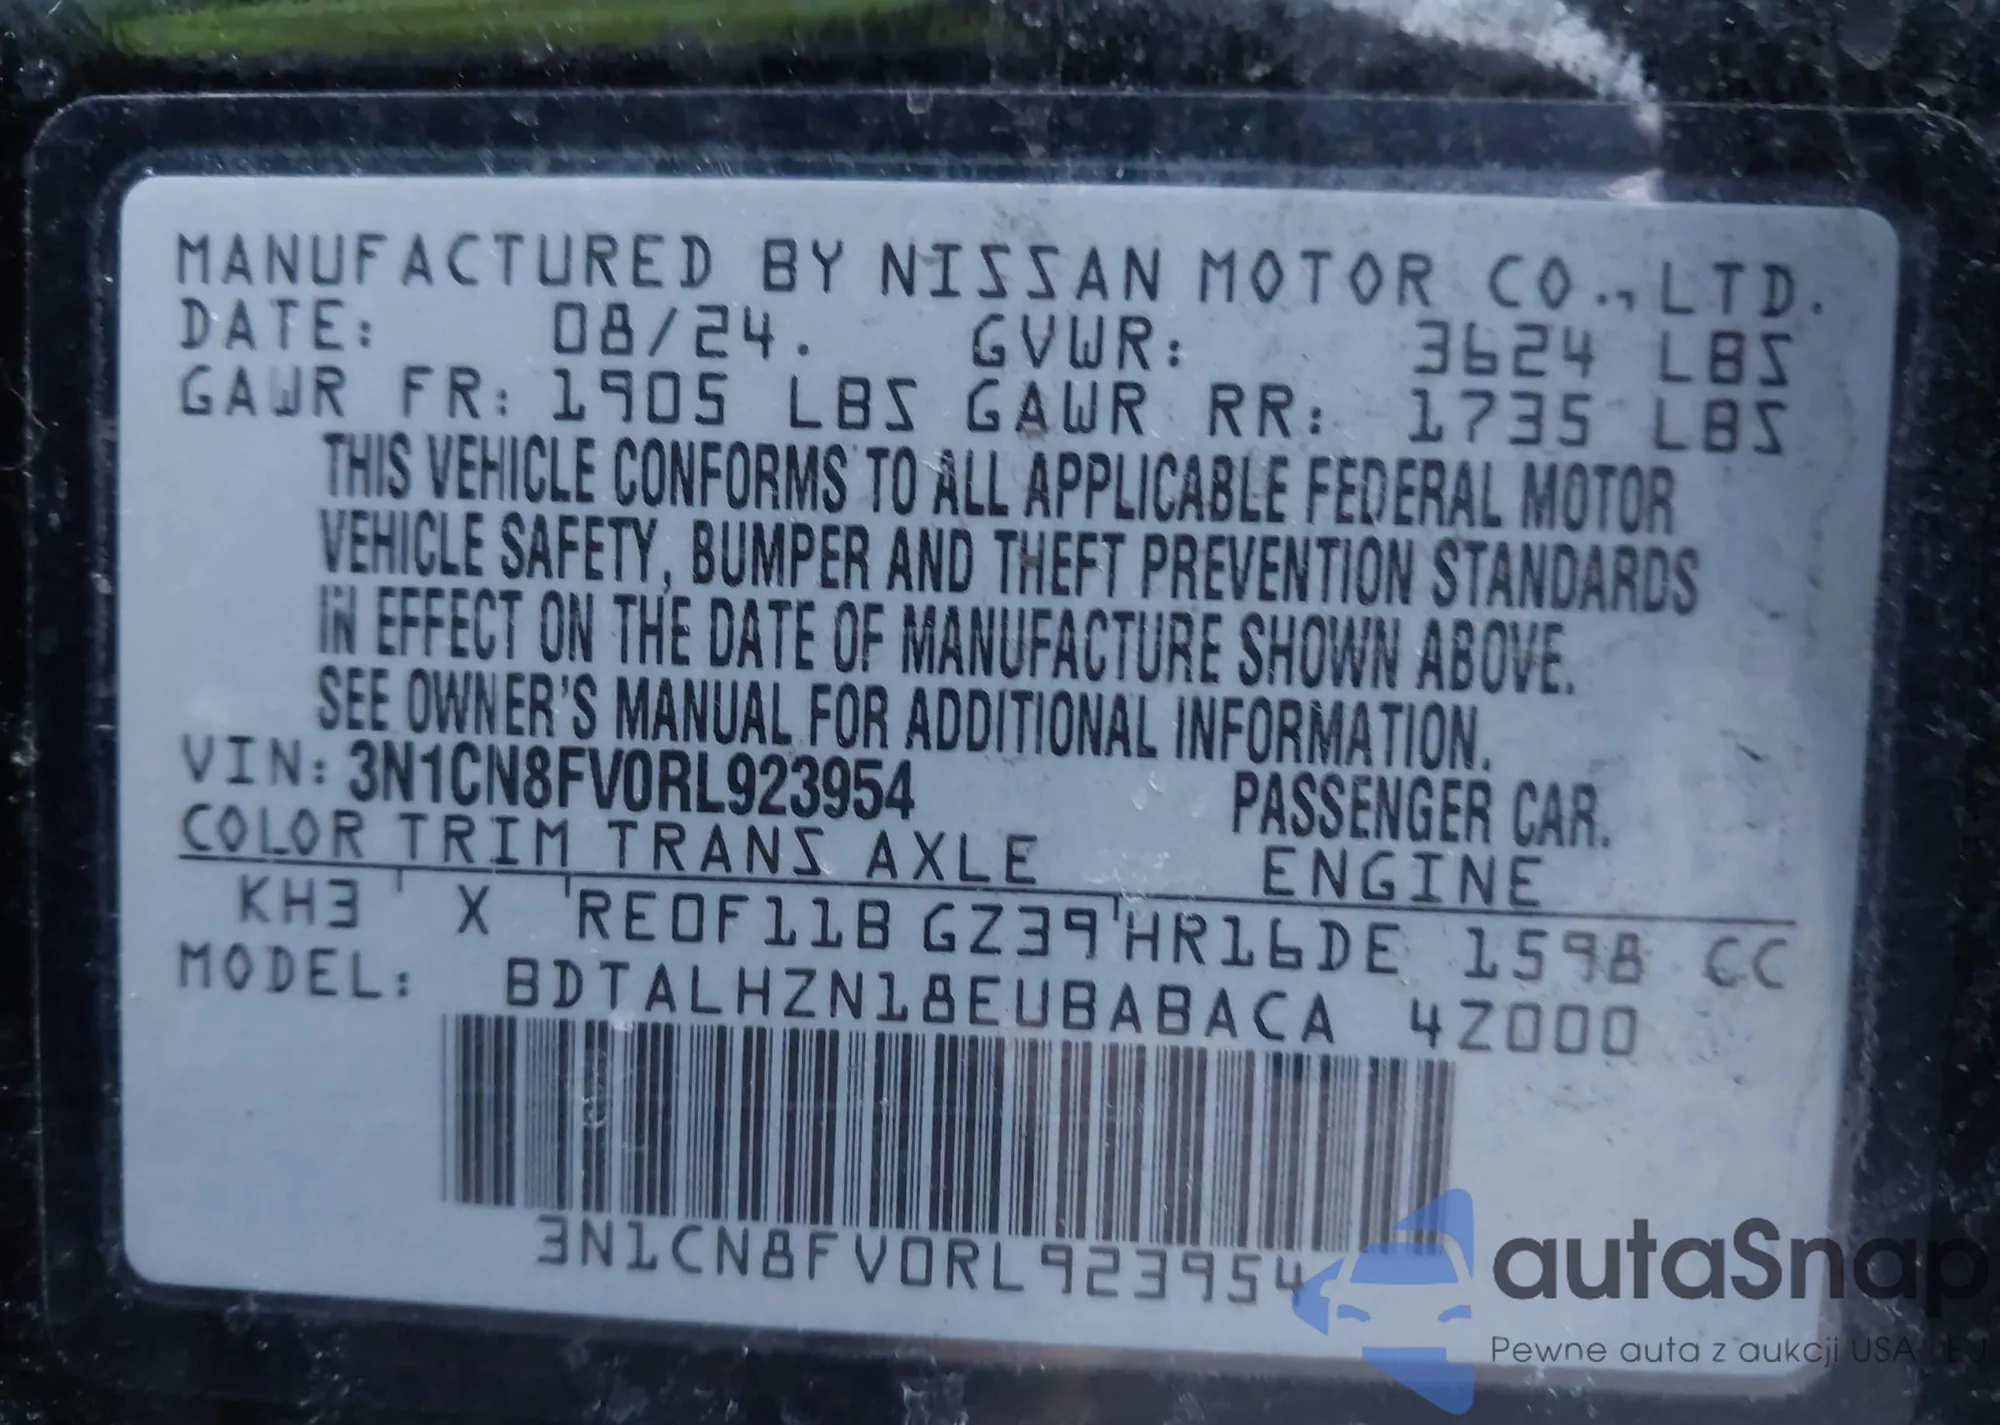 MANUFACTURED BY NISSAN MOTOR CO., LTD.
DATE: 08/24. GVWR: 3624 LBS
GAWR FR: 1905 LBS GAWR RR: 1735 LBS
THIS VEHICLE CONFORMS TO ALL APPLICABLE FEDERAL MOTOR
VEHICLE SAFETY, BUMPER AND THEFT PREVENTION STANDARDS
IN EFFECT ON THE DATE OF MANUFACTURE SHOWN ABOVE.
SEE OWNER'S MANUAL FOR ADDITIONAL INFORMATION.
VIN: 3N1CN8FV0RL923954 PASSENGER CAR.
COLOR TRIM TRANS AXLE ENGINE
KH3 X RE0F11B GZ39 HR16DE 1598 CC
MODEL: BDTALHZN18EUBABACA 4Z000
3N1CN8FV0RL923954
autaSnap
Pewne auta z aukcji USA i EU